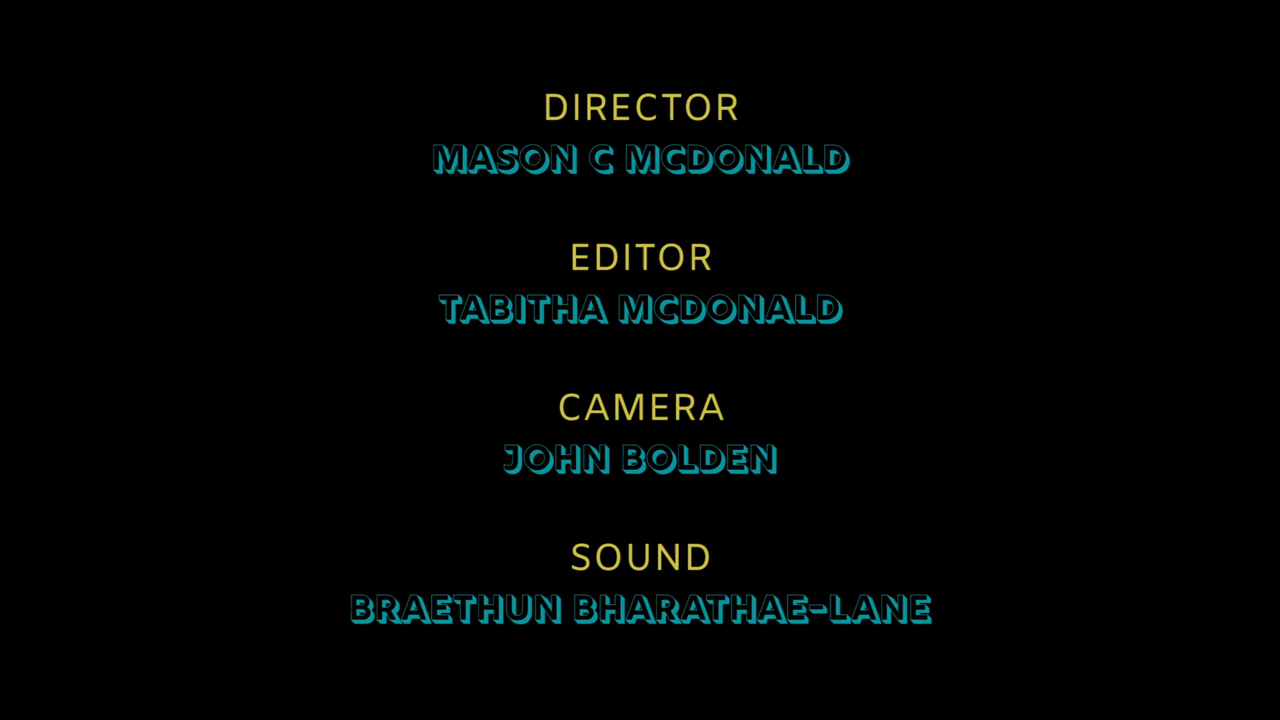 DIRECTOR
MASON C MCDONALD
EDITOR
TABITHA MCDONALD
CAMERA
JOHN BOLDEN
SOUND
BRAETHUN BHARATHAE-LANE